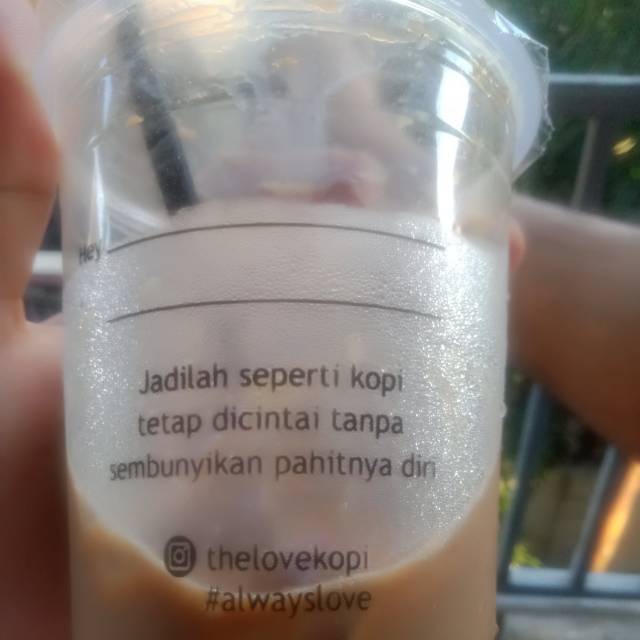 Hey
Jadilah seperti kopi
tetap dicintai tanpa
sembunyikan pahitnya diri
thelovekopi
#alwayslove